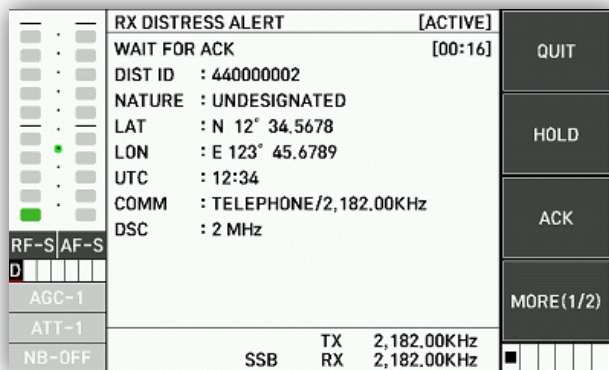 RX DISTRESS ALERT [ACTIVE]
WAIT FOR ACK [00:16]
DIST ID : 440000002
NATURE : UNDESIGNATED
LAT : N 12° 34.5678
LON : E 123° 45.6789
UTC : 12:34
COMM : TELEPHONE/2,182.00KHz
DSC : 2 MHz
TX 2,182.00KHz
SSB RX 2,182.00KHz
RF-S AF-S
D
AGC-1
ATT-1
NB-OFF
QUIT
HOLD
ACK
MORE(1/2)